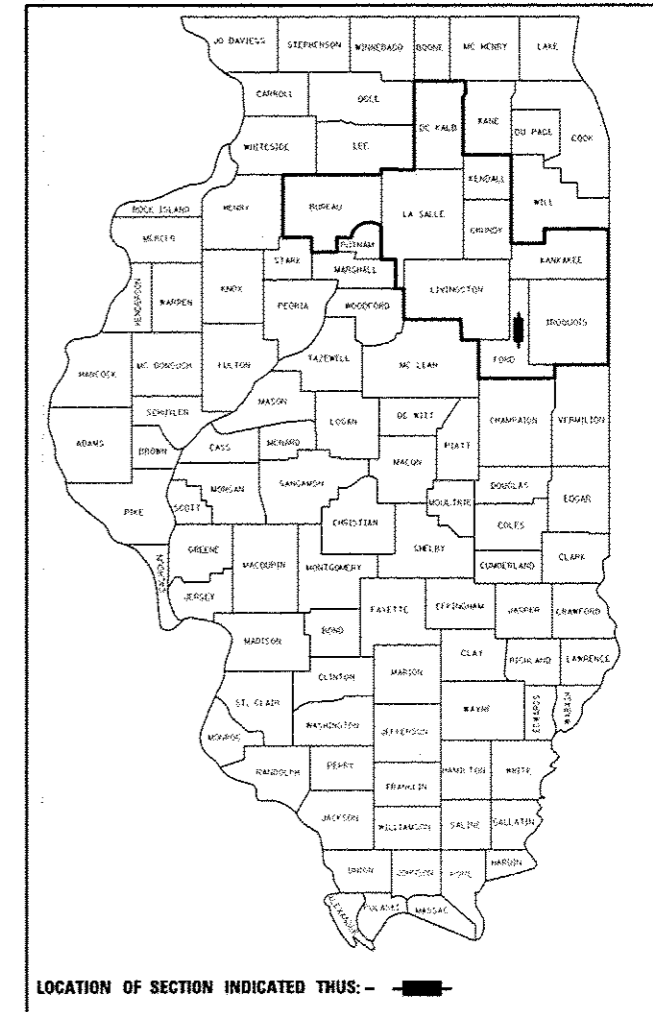 JO DAVIESS STEPHENSON WINNEBAGO BOONE MC HENRY LAKE
CARROLL OGLE DE KALB KANE DU PAGE COOK
WHITESIDE LEE KENDALL WILL
ROCK ISLAND HENRY BUREAU LA SALLE GRUNDY
MERCER PUTNAM KANKAKEE
STARK MARSHALL
HENDERSON WARREN KNOX PEORIA WOODFORD LIVINGSTON IROQUOIS
HANCOCK MC DONOUGH FULTON TAZEWELL MC LEAN FORD
SCHUYLER MASON LOGAN DE WITT CHAMPAIGN VERMILION
ADAMS BROWN CASS MENARD MACON PIATT
PIKE SCOTT MORGAN SANGAMON CHRISTIAN MOULTRIE DOUGLAS EDGAR
COLES
CALHOUN GREENE MACOUPIN MONTGOMERY SHELBY CUMBERLAND CLARK
JERSEY FAYETTE EFFINGHAM JASPER CRAWFORD
MADISON BOND CLAY RICHLAND LAWRENCE
CLINTON MARION
ST. CLAIR WASHINGTON WAYNE EDWARDS WABASH
MONROE JEFFERSON
RANDOLPH PERRY HAMILTON WHITE
FRANKLIN
JACKSON WILLIAMSON SALINE GALLATIN
UNION JOHNSON POPE HARDIN
ALEXANDER PULASKI MASSAC
LOCATION OF SECTION INDICATED THUS: -